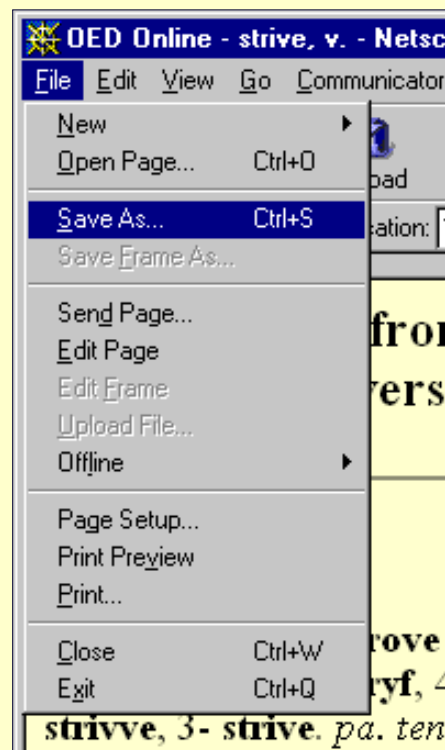 OED Online - strive, v. - Netsc
File Edit View Go Communicator
New
Open Page... Ctrl+O
oad
Save As... Ctrl+S
cation:
Save Frame As...
Send Page...
from
Edit Page
vers
Edit Frame
Upload File...
Offline
Page Setup...
Print Preview
Print...
rove
Close Ctrl+W
ryf, 4
Exit Ctrl+Q
strivve, 3- strive. pa. ten